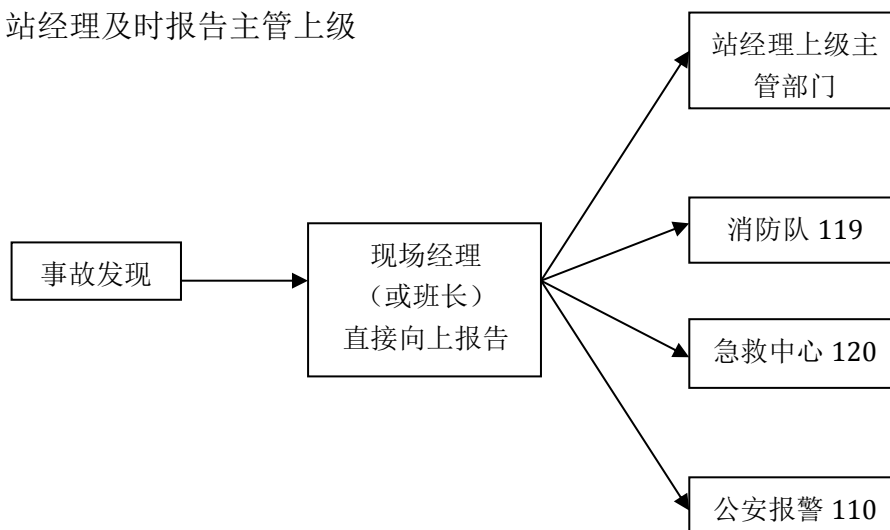 站经理及时报告主管上级
站经理上级主
管部门
消防队 119
事故发现
现场经理
（或班长）
直接向上报告
急救中心 120
公安报警 110